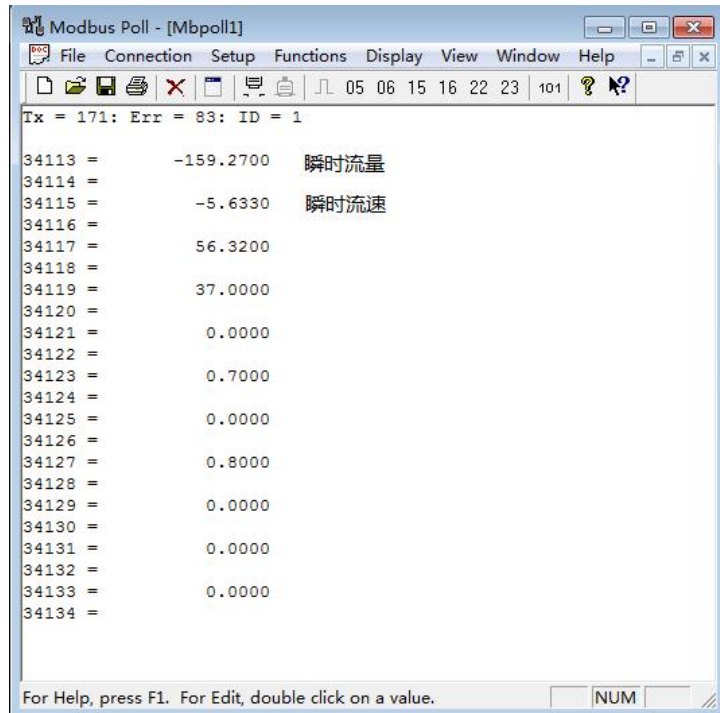 Modbus Poll - [Mbpoll1]
File Connection Setup Functions Display View Window Help
05 06 15 16 22 23 101
Tx = 171: Err = 83: ID = 1
34113 = -159.2700 瞬时流量
34114 =
34115 = -5.6330 瞬时流速
34116 =
34117 = 56.3200
34118 =
34119 = 37.0000
34120 =
34121 = 0.0000
34122 =
34123 = 0.7000
34124 =
34125 = 0.0000
34126 =
34127 = 0.8000
34128 =
34129 = 0.0000
34130 =
34131 = 0.0000
34132 =
34133 = 0.0000
34134 =
For Help, press F1. For Edit, double click on a value. NUM